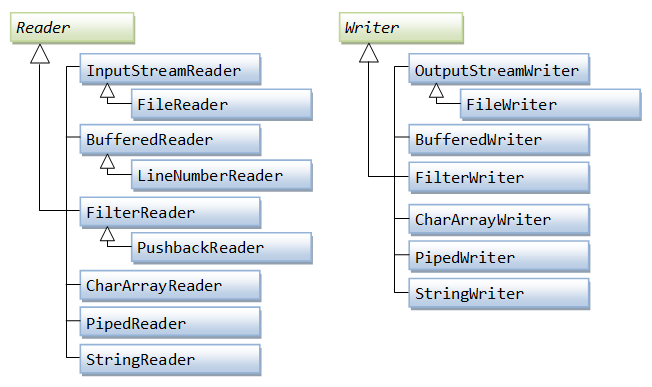 Reader
InputStreamReader
FileReader
BufferedReader
LineNumberReader
FilterReader
PushbackReader
CharArrayReader
PipedReader
StringReader
Writer
OutputStreamWriter
FileWriter
BufferedWriter
FilterWriter
CharArrayWriter
PipedWriter
StringWriter